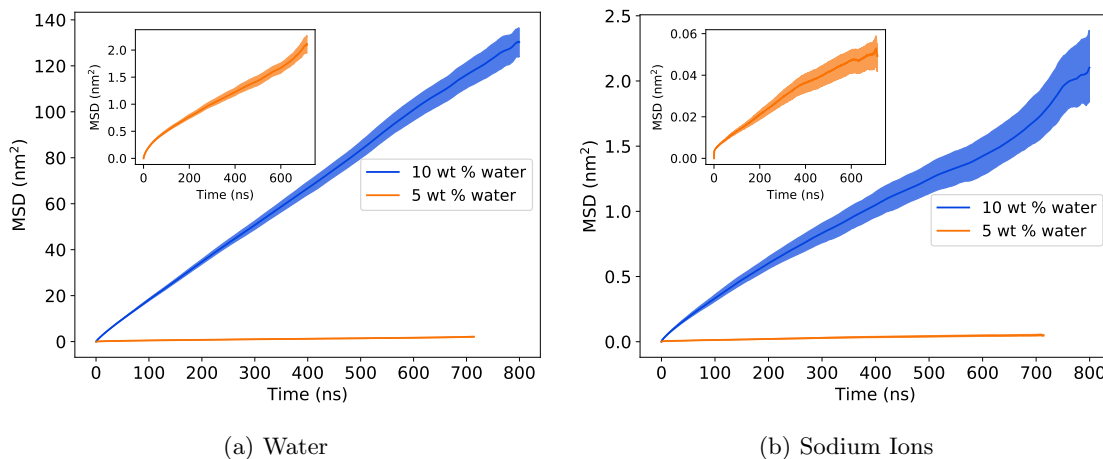 140
120
100
80
60
40
20
0
MSD (nm²)
0 100 200 300 400 500 600 700 800
Time (ns)
2.0
1.5
1.0
0.5
0.0
MSD (nm²)
0 200 400 600
Time (ns)
10 wt % water
5 wt % water
(a) Water
2.5
2.0
1.5
1.0
0.5
0.0
MSD (nm²)
0 100 200 300 400 500 600 700 800
Time (ns)
0.06
0.04
0.02
0.00
MSD (nm²)
0 200 400 600
Time (ns)
10 wt % water
5 wt % water
(b) Sodium Ions